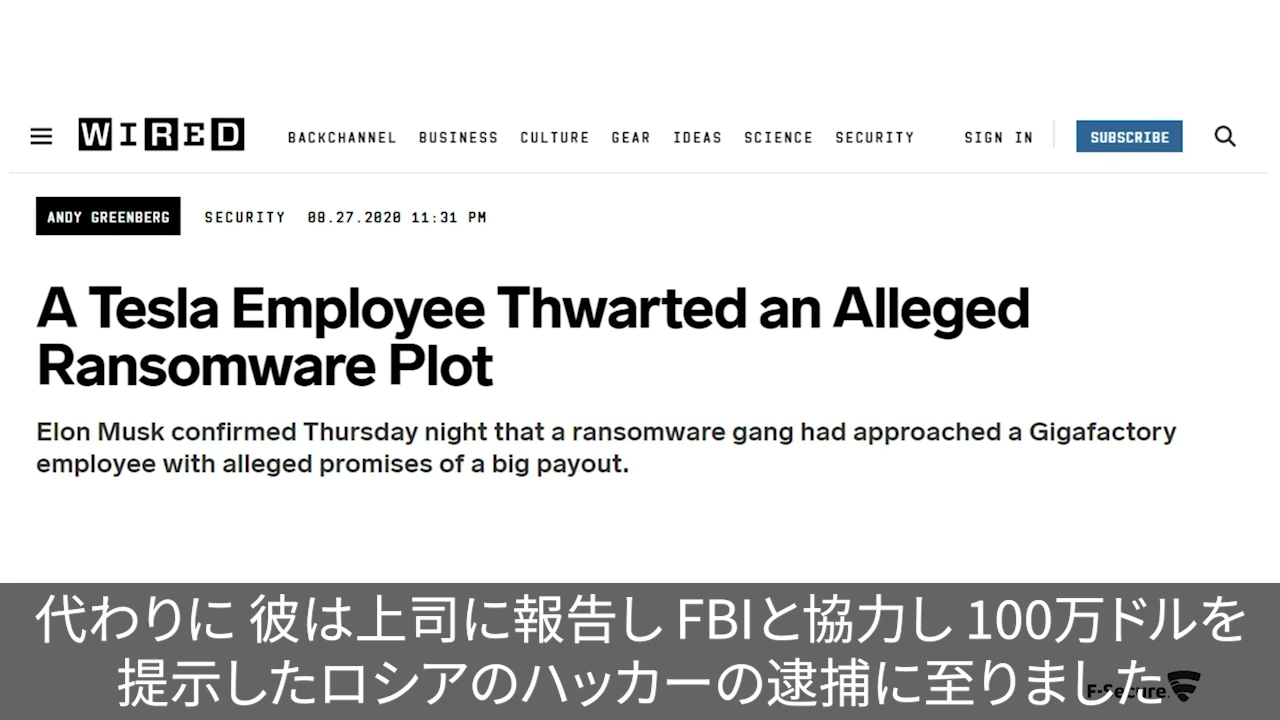 WIRED
BACKCHANNEL BUSINESS CULTURE GEAR IDEAS SCIENCE SECURITY SIGN IN SUBSCRIBE
ANDY GREENBERG SECURITY 08.27.2020 11:31 PM
A Tesla Employee Thwarted an Alleged
Ransomware Plot
Elon Musk confirmed Thursday night that a ransomware gang had approached a Gigafactory
employee with alleged promises of a big payout.
代わりに 彼は上司に報告し FBIと協力し 100万ドルを
提示したロシアのハッカーの逮捕に至りました
F-Secure.